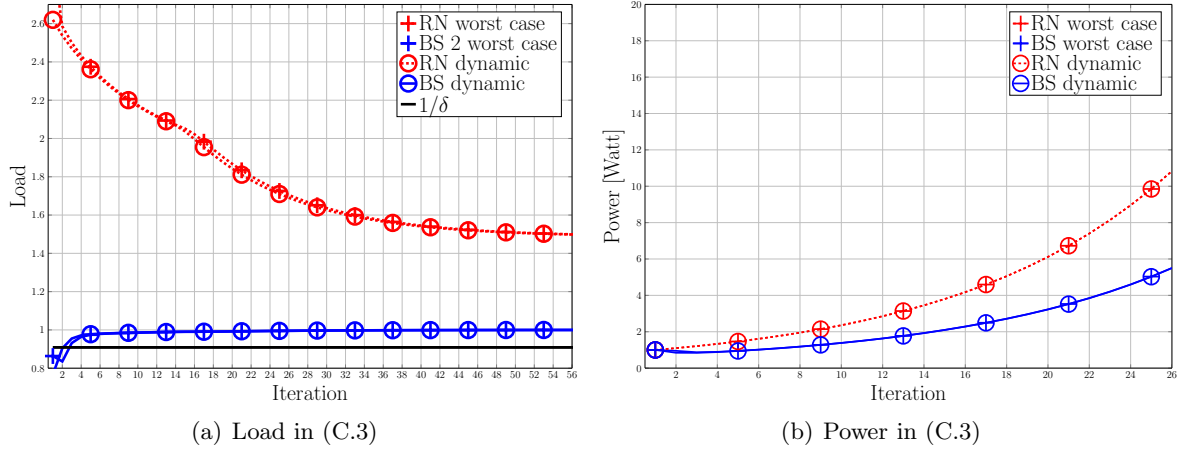 2.6
2.4
2.2
2
1.8
1.6
1.4
1.2
1
0.8
Load
2 4 6 8 10 12 14 16 18 20 22 24 26 28 30 32 34 36 38 40 42 44 46 48 50 52 54 56
Iteration
RN worst case
BS 2 worst case
RN dynamic
BS dynamic
1/δ
(a) Load in (C.3)
20
18
16
14
12
10
8
6
4
2
0
Power [Watt]
2 4 6 8 10 12 14 16 18 20 22 24 26
Iteration
RN worst case
BS worst case
RN dynamic
BS dynamic
(b) Power in (C.3)